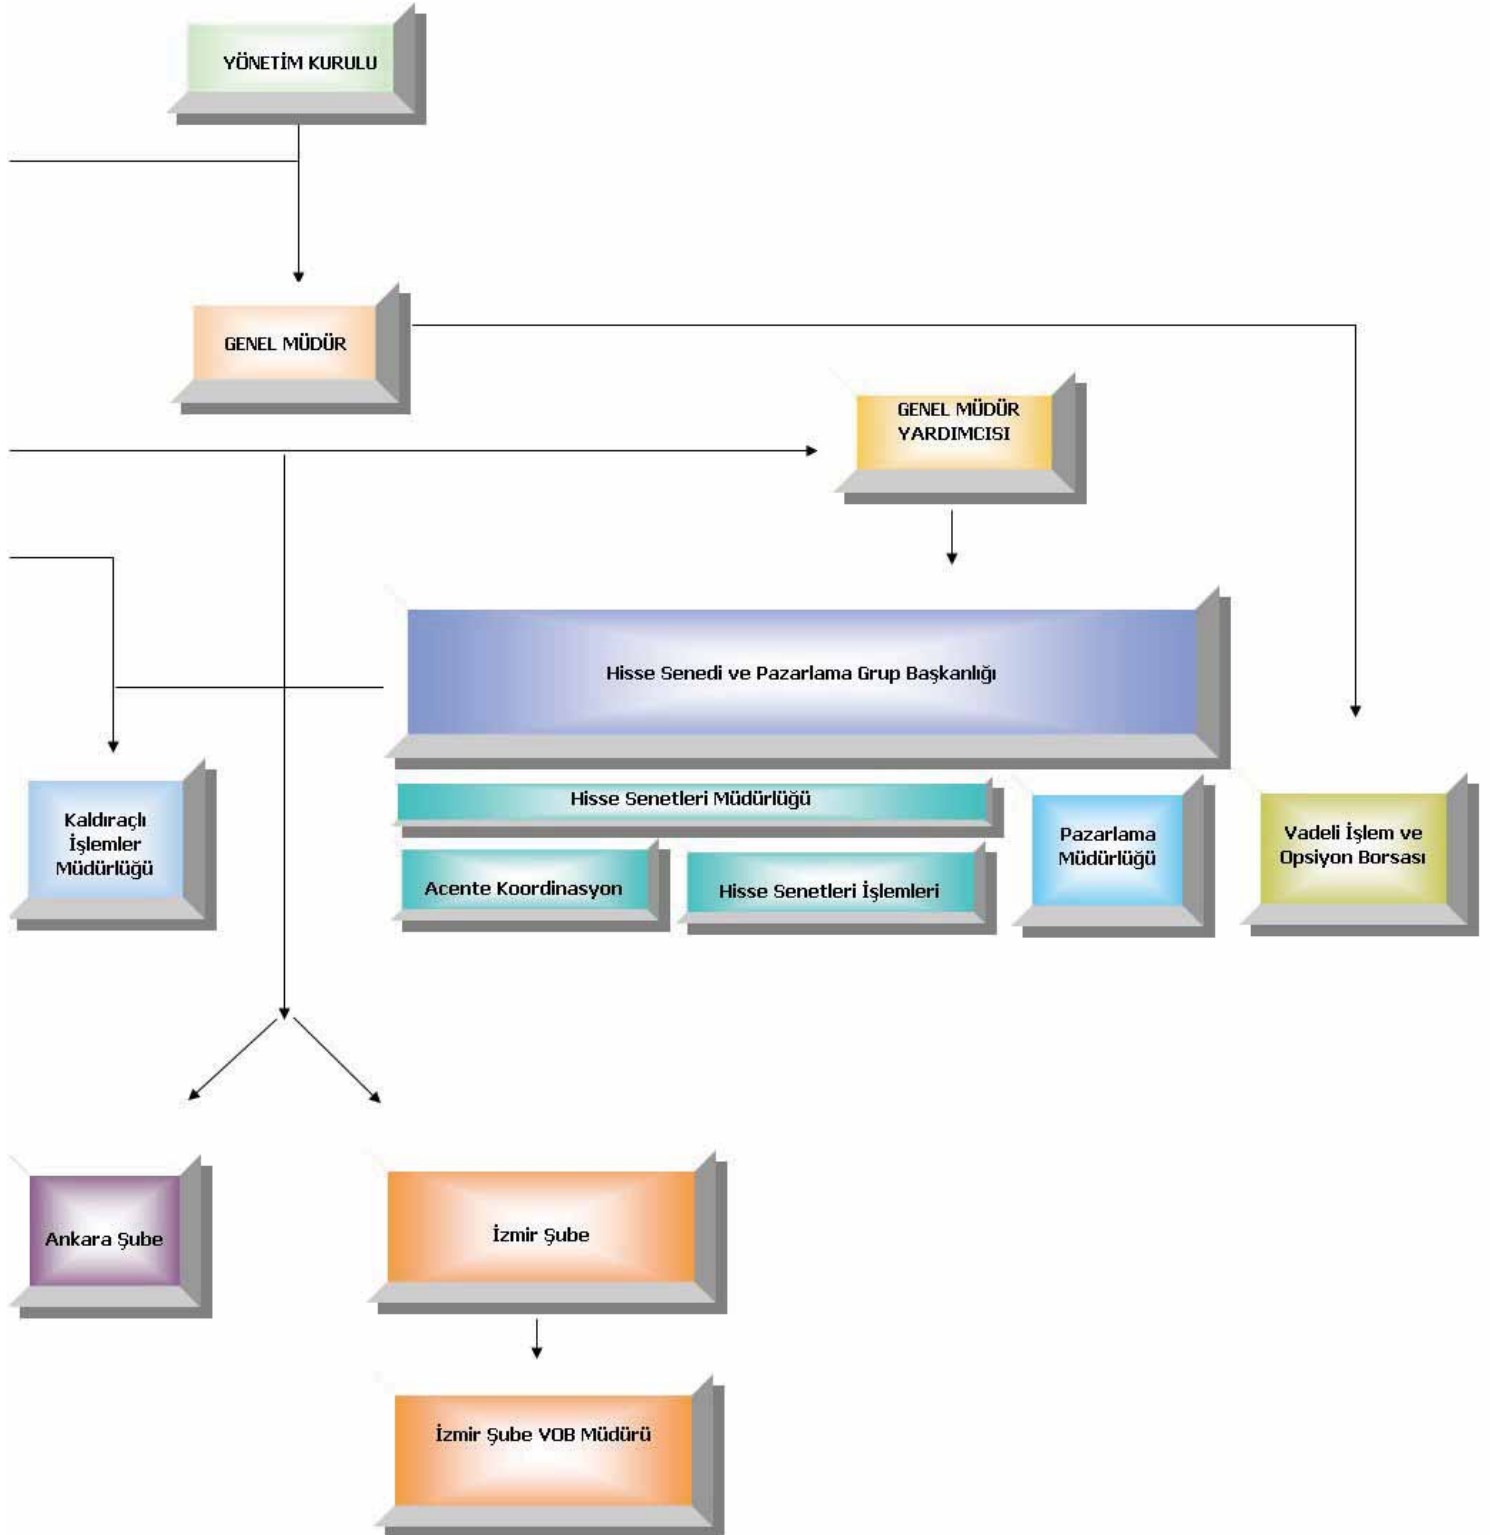 YÖNETİM KURULU
GENEL MÜDÜR
GENEL MÜDÜR
YARDIMCISI
Hisse Senedi ve Pazarlama Grup Başkanlığı
Kaldıraçlı
İşlemler
Müdürlüğü
Hisse Senetleri Müdürlüğü
Acente Koordinasyon
Hisse Senetleri İşlemleri
Pazarlama
Müdürlüğü
Vadeli İşlem ve
Opsiyon Borsası
Ankara Şube
İzmir Şube
İzmir Şube VOB Müdürü